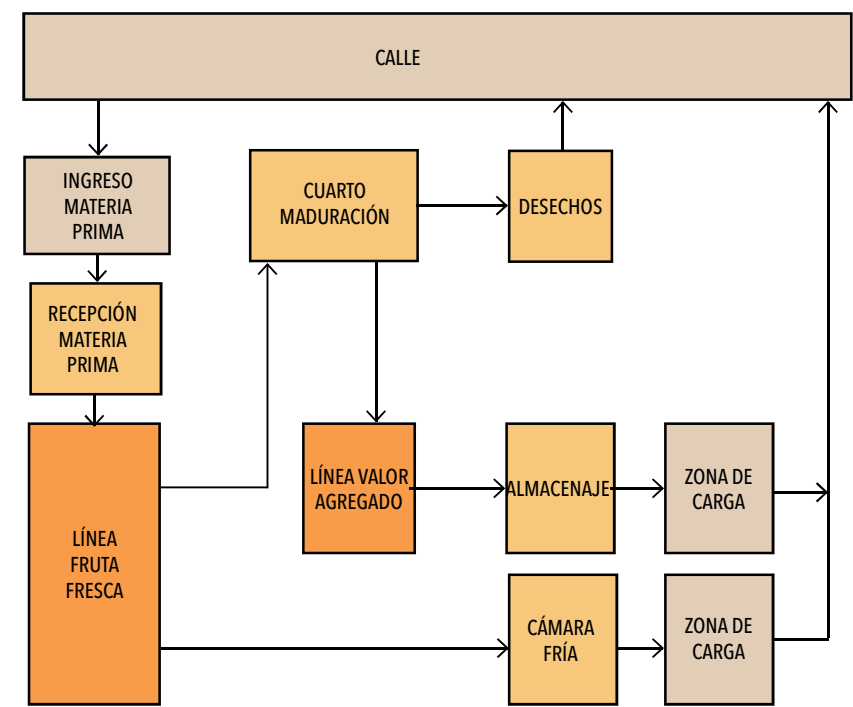 CALLE
INGRESO
MATERIA
PRIMA
CUARTO
MADURACIÓN
DESECHOS
RECEPCIÓN
MATERIA
PRIMA
LÍNEA
FRUTA
FRESCA
LÍNEA VALOR
AGREGADO
ALMACENAJE
ZONA DE
CARGA
CÁMARA
FRÍA
ZONA DE
CARGA